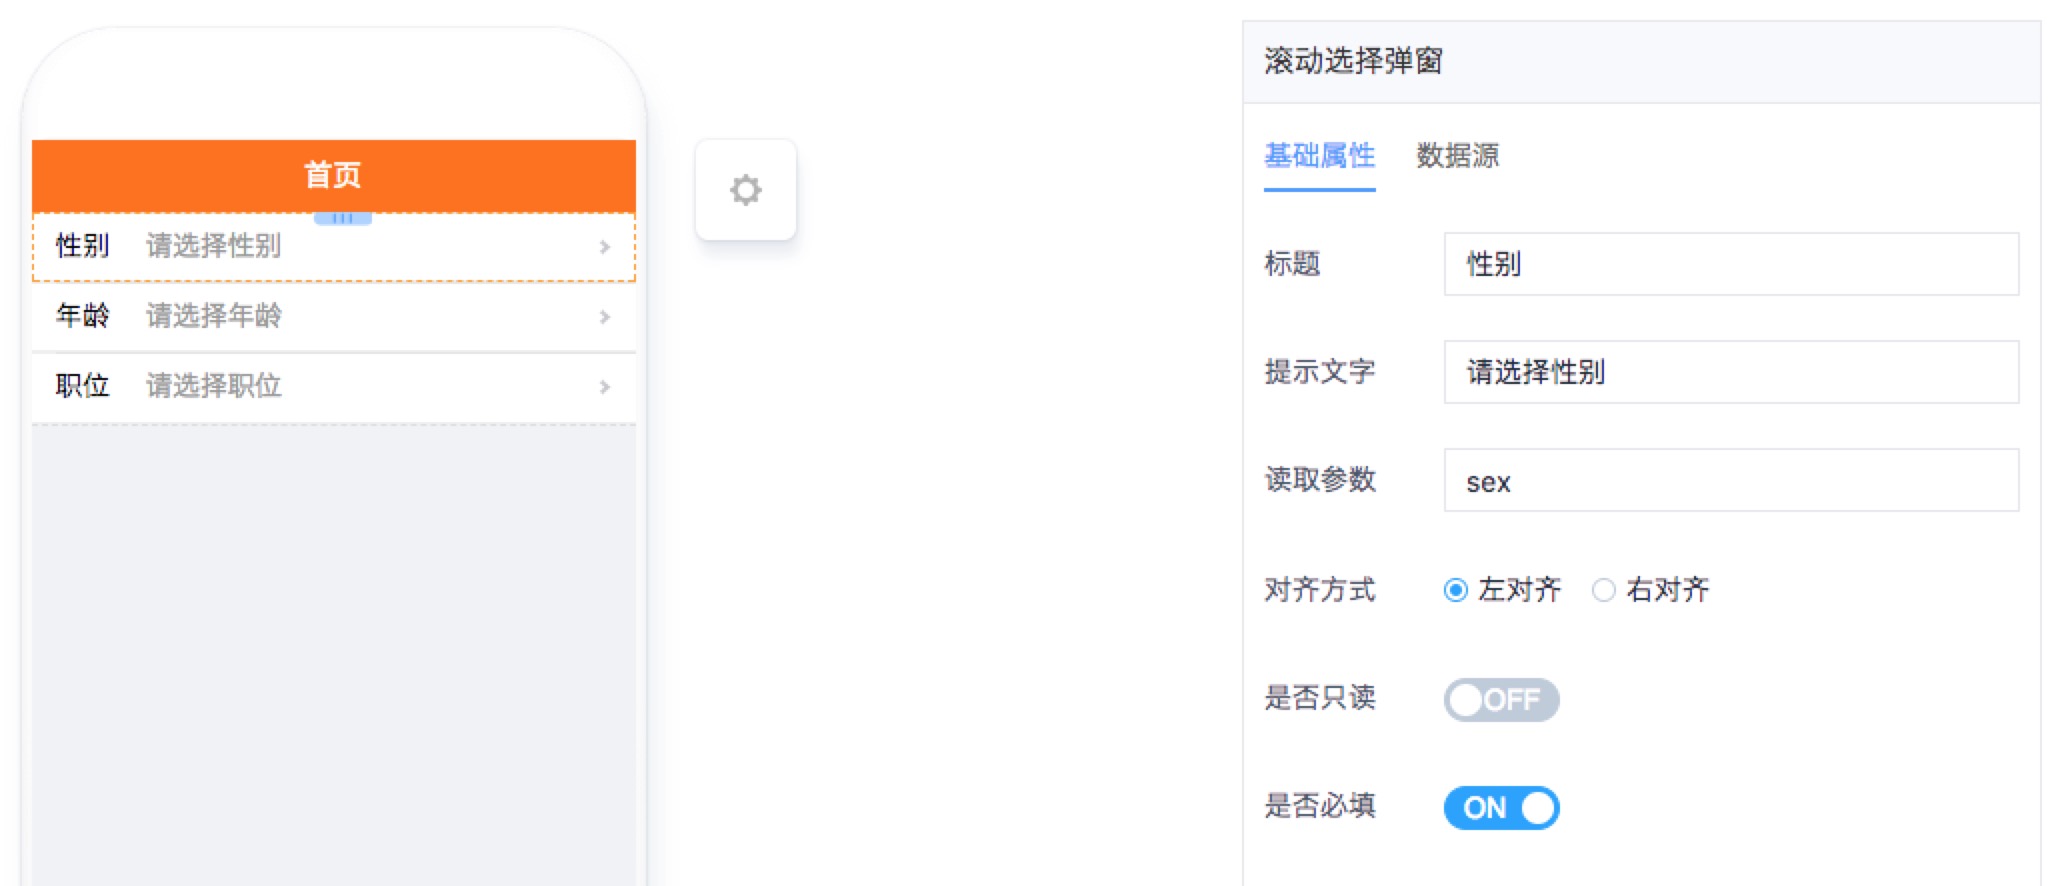 首页
性别 请选择性别
年龄 请选择年龄
职位 请选择职位
滚动选择弹窗
基础属性 数据源
标题 性别
提示文字 请选择性别
读取参数 sex
对齐方式 左对齐 右对齐
是否只读 OFF
是否必填 ON